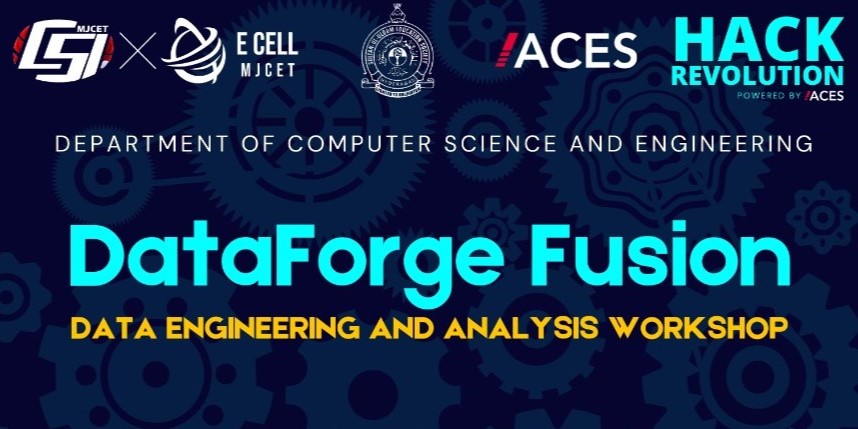 MJCET
CSI
E CELL
MJCET
ACES
HACK
REVOLUTION
POWERED BY ACES
DEPARTMENT OF COMPUTER SCIENCE AND ENGINEERING
DataForge Fusion
DATA ENGINEERING AND ANALYSIS WORKSHOP